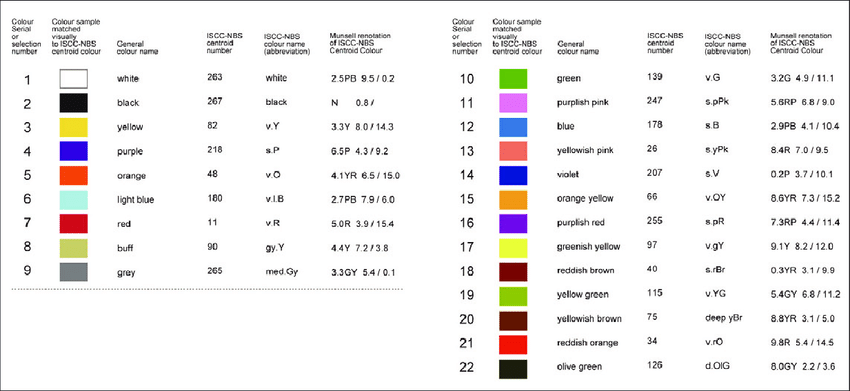 Colour Serial or selection number Colour sample matched visually to ISCC-NBS centroid colour General colour name ISCC-NBS centroid number ISCC-NBS colour name (abbreviation) Munsell renotation of ISCC-NBS Centroid Colour
1 white 263 white 2.5PB 9.5 / 0.2
2 black 267 black N 0.8 /
3 yellow 82 v.Y 3.3Y 8.0 / 14.3
4 purple 218 s.P 6.5P 4.3 / 9.2
5 orange 48 v.O 4.1YR 6.5 / 15.0
6 light blue 180 v.l.B 2.7PB 7.9 / 6.0
7 red 11 v.R 5.0R 3.9 / 15.4
8 buff 90 gy.Y 4.4Y 7.2 / 3.8
9 grey 265 med.Gy 3.3GY 5.4 / 0.1
Colour Serial or selection number Colour sample matched visually to ISCC-NBS centroid colour General colour name ISCC-NBS centroid number ISCC-NBS colour name (abbreviation) Munsell renotation of ISCC-NBS Centroid Colour
10 green 139 v.G 3.2G 4.9 / 11.1
11 purplish pink 247 s.pPk 5.6RP 6.8 / 9.0
12 blue 178 s.B 2.9PB 4.1 / 10.4
13 yellowish pink 26 s.yPk 8.4R 7.0 / 9.5
14 violet 207 s.V 0.2P 3.7 / 10.1
15 orange yellow 66 v.OY 8.6YR 7.3 / 15.2
16 purplish red 255 s.pR 7.3RP 4.4 / 11.4
17 greenish yellow 97 v.gY 9.1Y 8.2 / 12.0
18 reddish brown 40 s.rBr 0.3YR 3.1 / 9.9
19 yellow green 115 v.YG 5.4GY 6.8 / 11.2
20 yellowish brown 75 deep yBr 8.8YR 3.1 / 5.0
21 reddish orange 34 v.rO 9.8R 5.4 / 14.5
22 olive green 126 d.OlG 8.0GY 2.2 / 3.6